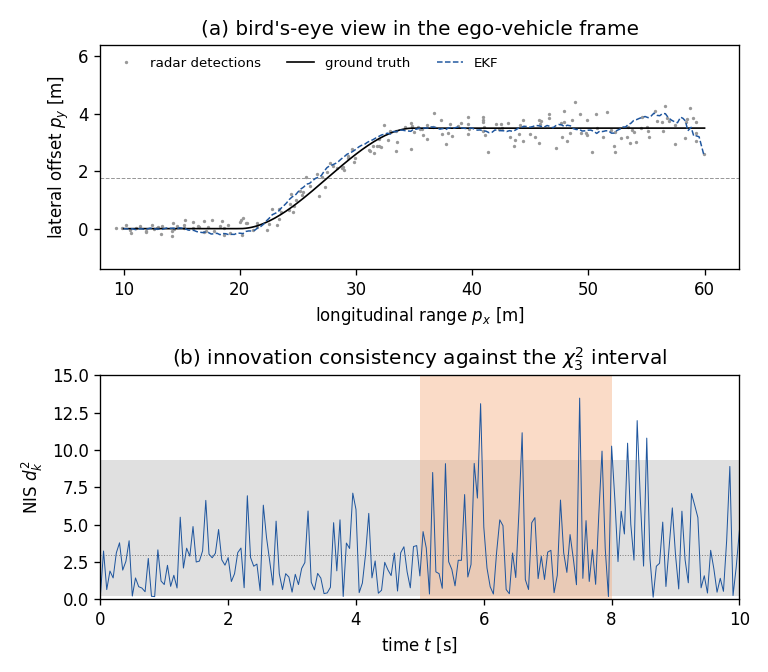 (a) bird's-eye view in the ego-vehicle frame
radar detections ground truth EKF
lateral offset p_y [m]
6
4
2
0
10 20 30 40 50 60
longitudinal range p_x [m]
(b) innovation consistency against the χ₃² interval
NIS d_k²
15.0
12.5
10.0
7.5
5.0
2.5
0.0
0 2 4 6 8 10
time t [s]